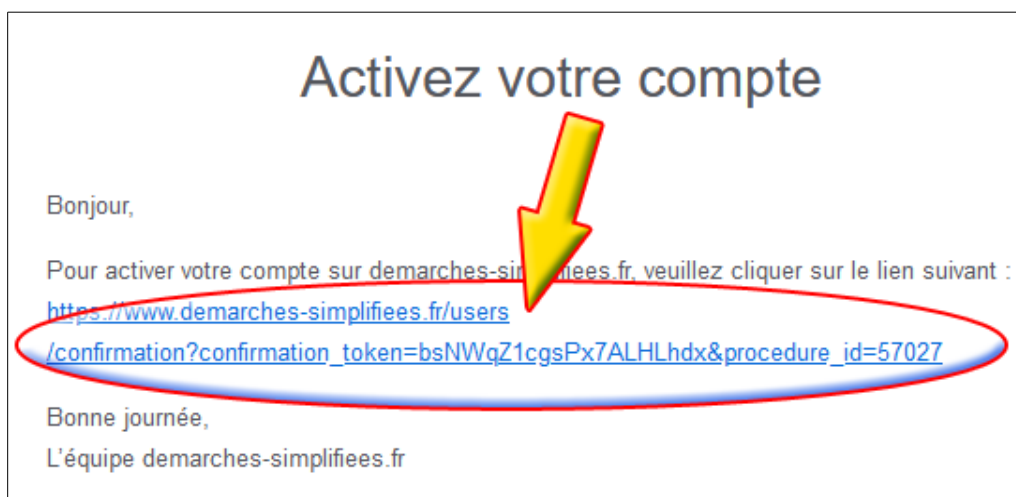 Activez votre compte
Bonjour,
Pour activer votre compte sur demarches-simplifiees.fr, veuillez cliquer sur le lien suivant :
https://www.demarches-simplifiees.fr/users
/confirmation?confirmation_token=bsNWqZ1cgsPx7ALHLhdx&procedure_id=57027
Bonne journée,
L'équipe demarches-simplifiees.fr